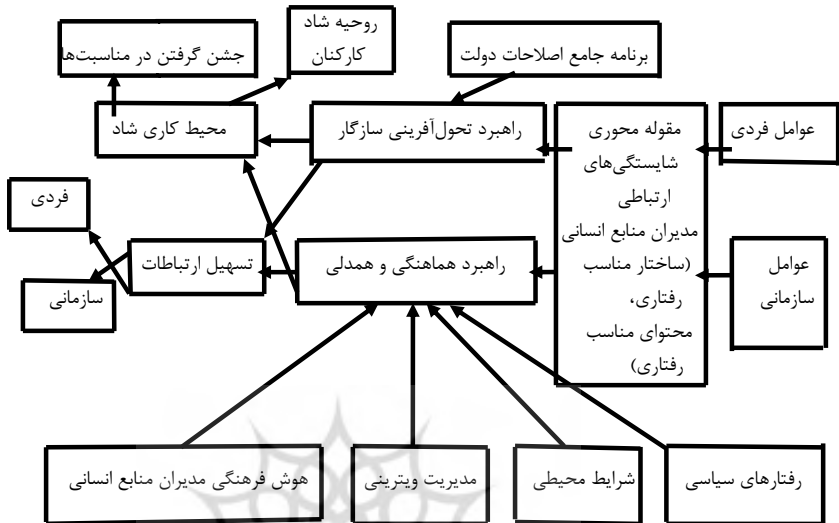 روحیه شاد
کارکنان
جشن گرفتن در مناسبت‌ها
برنامه جامع اصلاحات دولت
عوامل فردی
مقوله محوری
شایستگی‌های
ارتباطی
مدیران منابع انسانی
(ساختار مناسب
رفتاری،
محتوای مناسب
رفتاری)
راهبرد تحول‌آفرینی سازگار
محیط کاری شاد
عوامل
سازمانی
راهبرد هماهنگی و همدلی
تسهیل ارتباطات
فردی
سازمانی
رفتارهای سیاسی
شرایط محیطی
مدیریت ویترینی
هوش فرهنگی مدیران منابع انسانی